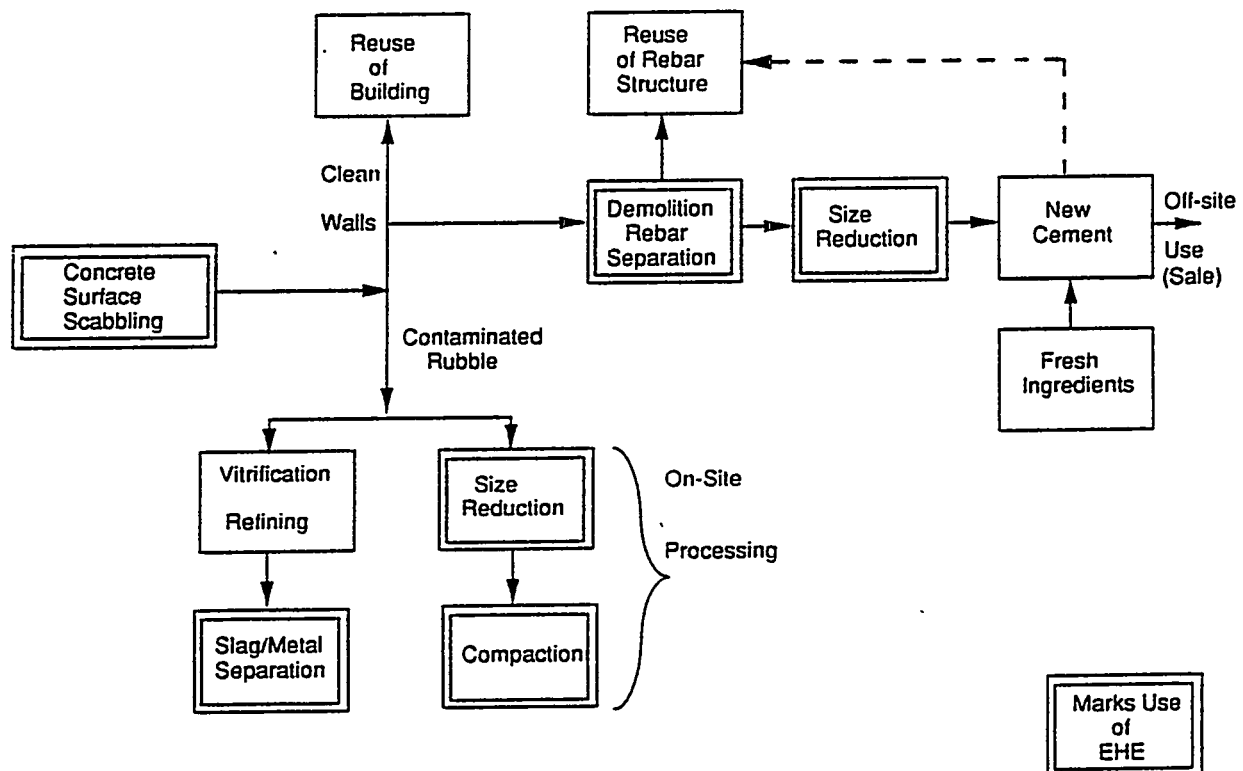 Reuse
of
Building
Reuse
of Rebar
Structure
Clean
Walls
Demolition
Rebar
Separation
Size
Reduction
New
Cement
Off-site
Use
(Sale)
Concrete
Surface
Scabbling
Contaminated
Rubble
Fresh
Ingredients
Vitrification
Refining
Size
Reduction
On-Site
Processing
Slag/Metal
Separation
Compaction
Marks Use
of
EHE